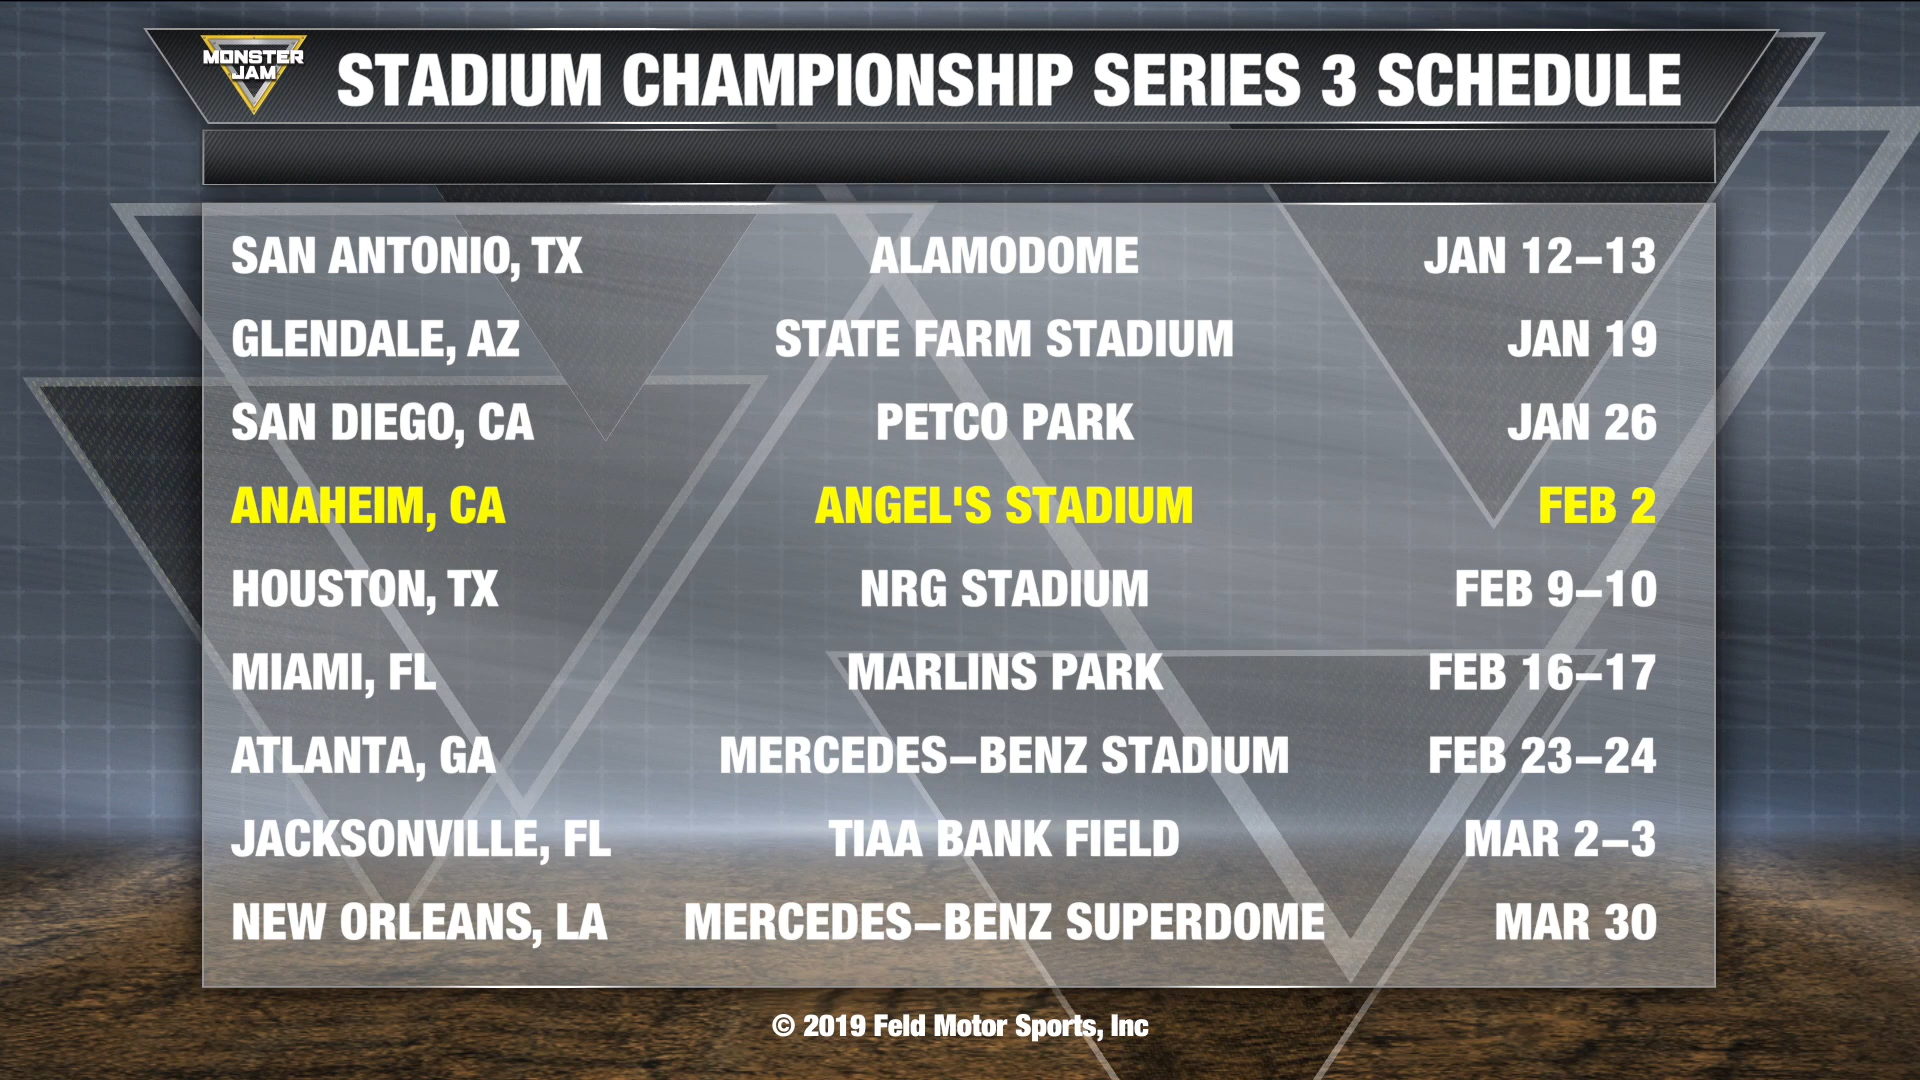 MONSTER
JAM
STADIUM CHAMPIONSHIP SERIES 3 SCHEDULE
SAN ANTONIO, TX ALAMODOME JAN 12–13
GLENDALE, AZ STATE FARM STADIUM JAN 19
SAN DIEGO, CA PETCO PARK JAN 26
ANAHEIM, CA ANGEL'S STADIUM FEB 2
HOUSTON, TX NRG STADIUM FEB 9–10
MIAMI, FL MARLINS PARK FEB 16–17
ATLANTA, GA MERCEDES–BENZ STADIUM FEB 23–24
JACKSONVILLE, FL TIAA BANK FIELD MAR 2–3
NEW ORLEANS, LA MERCEDES–BENZ SUPERDOME MAR 30
© 2019 Feld Motor Sports, Inc